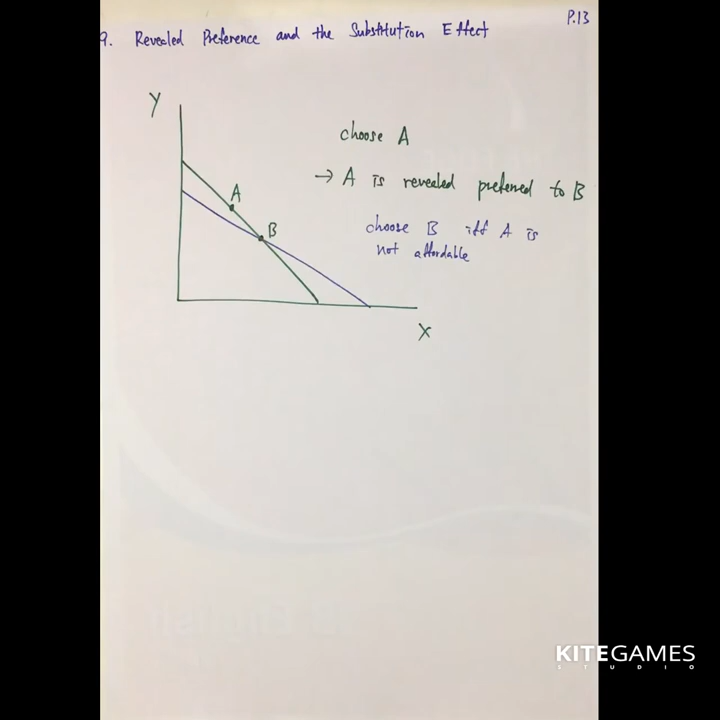 P.13
9. Revealed Preference and the Substitution Effect
Y
choose A
→ A is revealed preferred to B
A
choose B iff A is
not affordable
B
X
KITEGAMES
STUDIO